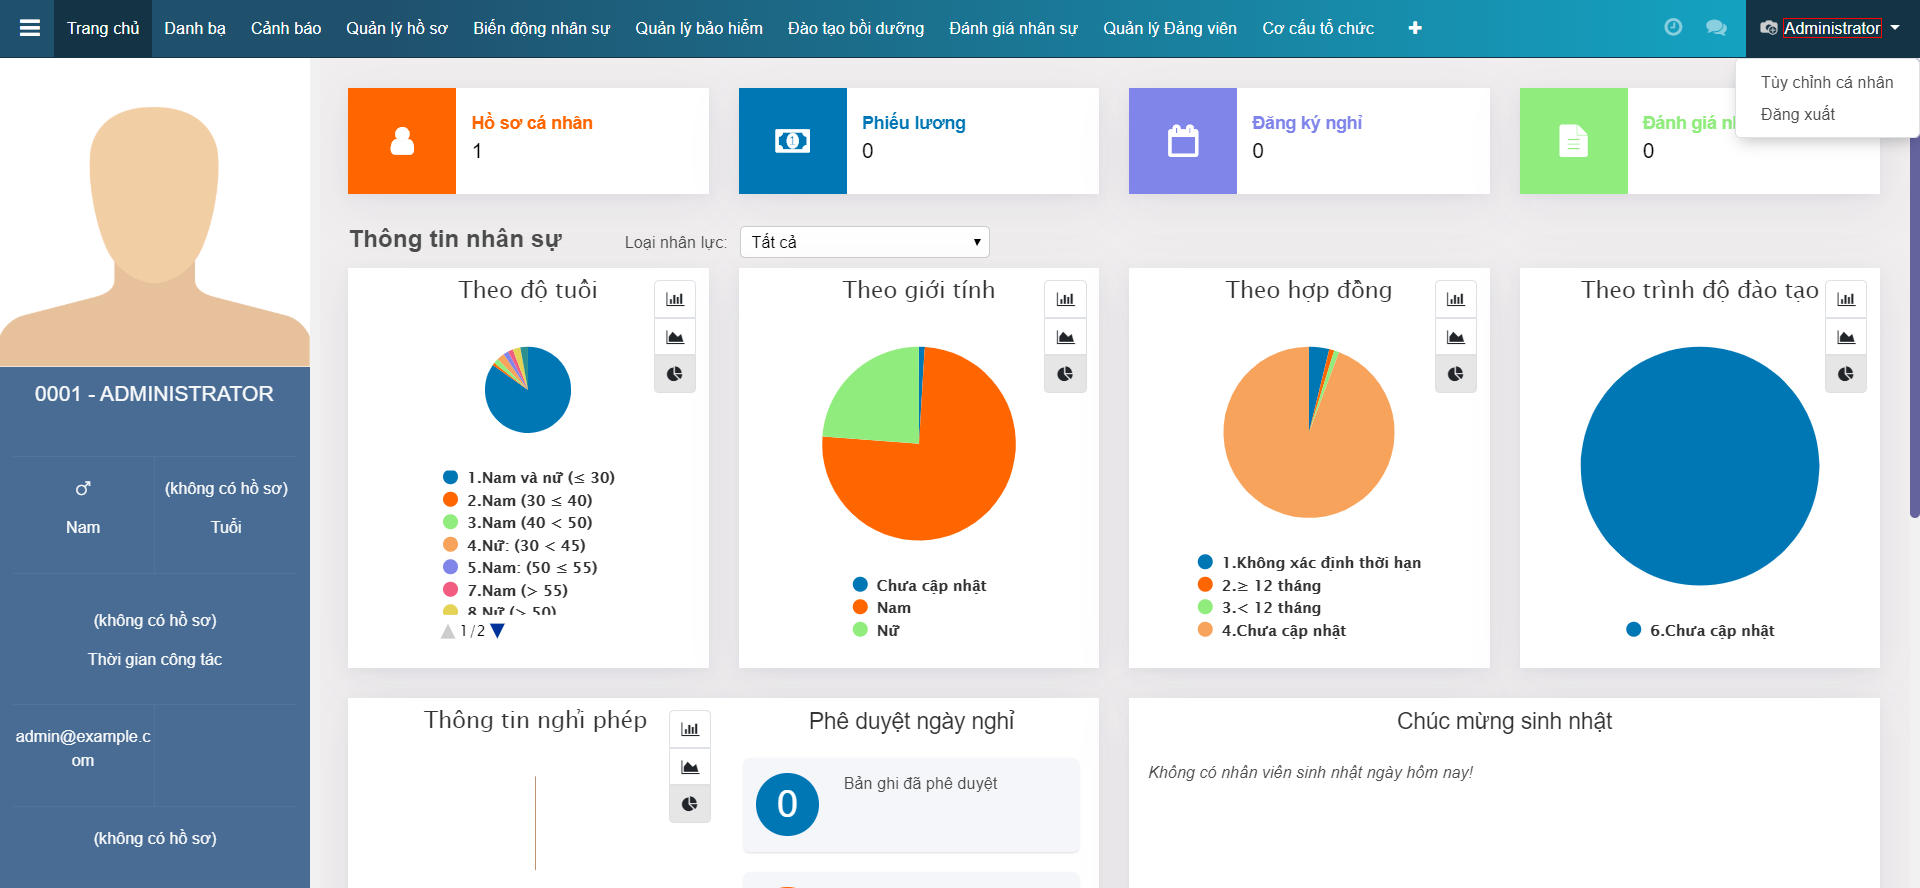 Trang chủ Danh bạ Cảnh báo Quản lý hồ sơ Biến động nhân sự Quản lý bảo hiểm Đào tạo bồi dưỡng Đánh giá nhân sự Quản lý Đảng viên Cơ cấu tổ chức Administrator
Tùy chỉnh cá nhân
Đăng xuất
Hồ sơ cá nhân
1
Phiếu lương
0
Đăng ký nghỉ
0
Đánh giá
0
Thông tin nhân sự
Loại nhân lực: Tất cả
Theo độ tuổi
1.Nam và nữ (≤ 30)
2.Nam (30 ≤ 40)
3.Nam (40 < 50)
4.Nữ: (30 < 45)
5.Nam: (50 ≤ 55)
7.Nam (> 55)
8.Nữ (> 50)
1/2
Theo giới tính
Chưa cập nhật
Nam
Nữ
Theo hợp đồng
1.Không xác định thời hạn
2.≥ 12 tháng
3.< 12 tháng
4.Chưa cập nhật
Theo trình độ đào tạo
6.Chưa cập nhật
0001 - ADMINISTRATOR
Nam
(không có hồ sơ)
Tuổi
(không có hồ sơ)
Thời gian công tác
admin@example.c
om
(không có hồ sơ)
Thông tin nghỉ phép
Phê duyệt ngày nghỉ
0
Bản ghi đã phê duyệt
Chúc mừng sinh nhật
Không có nhân viên sinh nhật ngày hôm nay!